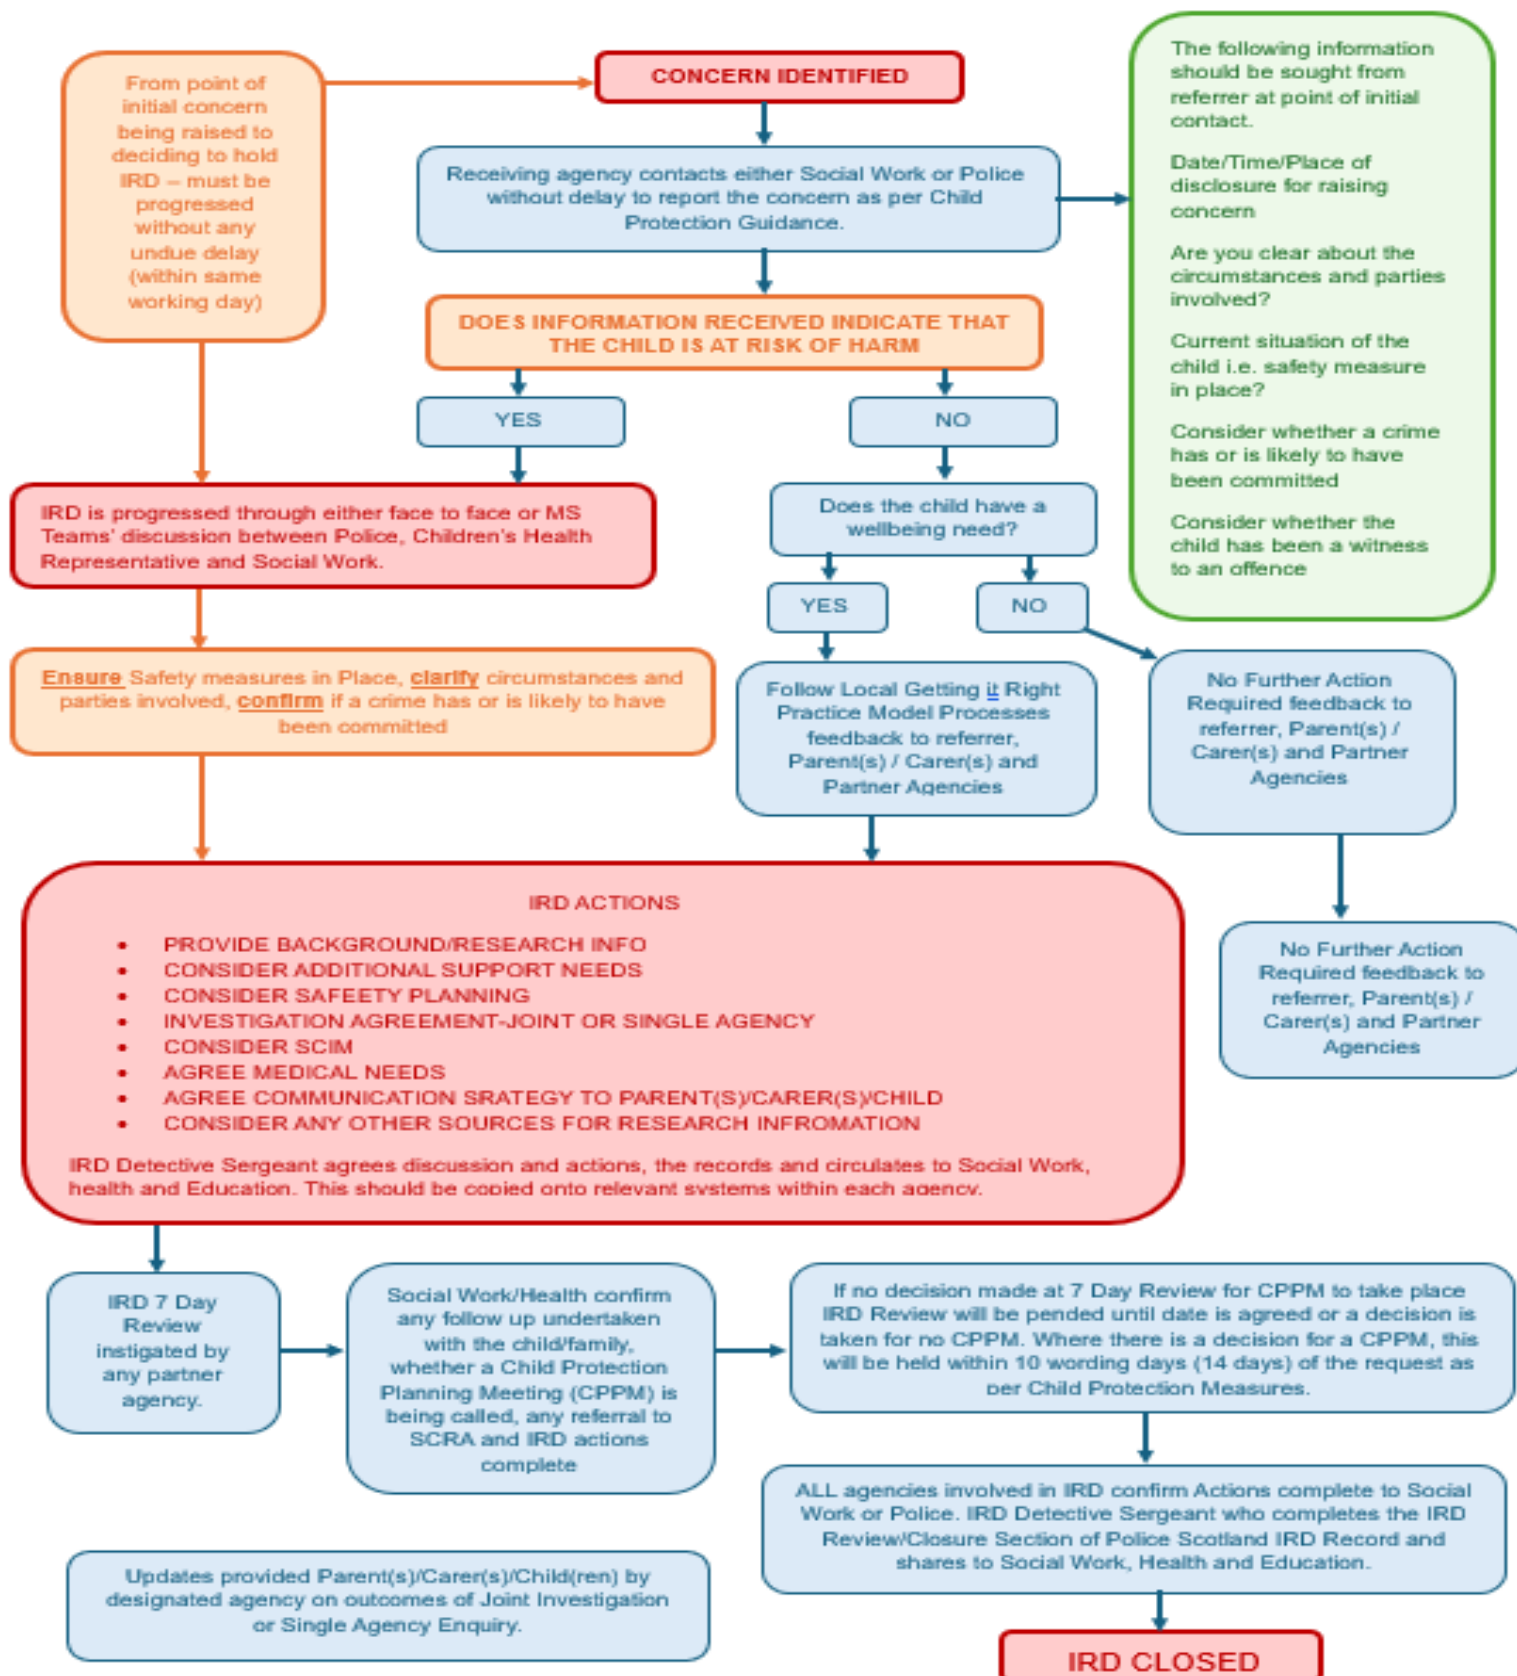 From point of
initial concern
being raised to
deciding to hold
IRD – must be
progressed
without any
undue delay
(within same
working day)
CONCERN IDENTIFIED
Receiving agency contacts either Social Work or Police
without delay to report the concern as per Child
Protection Guidance.
The following information
should be sought from
referrer at point of initial
contact.
Date/Time/Place of
disclosure for raising
concern
Are you clear about the
circumstances and parties
involved?
Current situation of the
child i.e. safety measure
in place?
Consider whether a crime
has or is likely to have
been committed
Consider whether the
child has been a witness
to an offence
DOES INFORMATION RECEIVED INDICATE THAT
THE CHILD IS AT RISK OF HARM
YES
NO
IRD is progressed through either face to face or MS
Teams' discussion between Police, Children's Health
Representative and Social Work.
Does the child have a
wellbeing need?
YES
NO
Ensure Safety measures in Place, clarify circumstances and
parties involved, confirm if a crime has or is likely to have
been committed
Follow Local Getting it Right
Practice Model Processes
feedback to referrer,
Parent(s) / Carer(s) and
Partner Agencies
No Further Action
Required feedback to
referrer, Parent(s) /
Carer(s) and Partner
Agencies
No Further Action
Required feedback to
referrer, Parent(s) /
Carer(s) and Partner
Agencies
IRD ACTIONS
• PROVIDE BACKGROUND/RESEARCH INFO
• CONSIDER ADDITIONAL SUPPORT NEEDS
• CONSIDER SAFEETY PLANNING
• INVESTIGATION AGREEMENT-JOINT OR SINGLE AGENCY
• CONSIDER SCIM
• AGREE MEDICAL NEEDS
• AGREE COMMUNICATION SRATEGY TO PARENT(S)/CARER(S)/CHILD
• CONSIDER ANY OTHER SOURCES FOR RESEARCH INFROMATION
IRD Detective Sergeant agrees discussion and actions, the records and circulates to Social Work,
health and Education. This should be copied onto relevant systems within each agency.
IRD 7 Day
Review
instigated by
any partner
agency.
Social Work/Health confirm
any follow up undertaken
with the child/family,
whether a Child Protection
Planning Meeting (CPPM) is
being called, any referral to
SCRA and IRD actions
complete
If no decision made at 7 Day Review for CPPM to take place
IRD Review will be pended until date is agreed or a decision is
taken for no CPPM. Where there is a decision for a CPPM, this
will be held within 10 wording days (14 days) of the request as
per Child Protection Measures.
ALL agencies involved in IRD confirm Actions complete to Social
Work or Police. IRD Detective Sergeant who completes the IRD
Review/Closure Section of Police Scotland IRD Record and
shares to Social Work, Health and Education.
Updates provided Parent(s)/Carer(s)/Child(ren) by
designated agency on outcomes of Joint Investigation
or Single Agency Enquiry.
IRD CLOSED